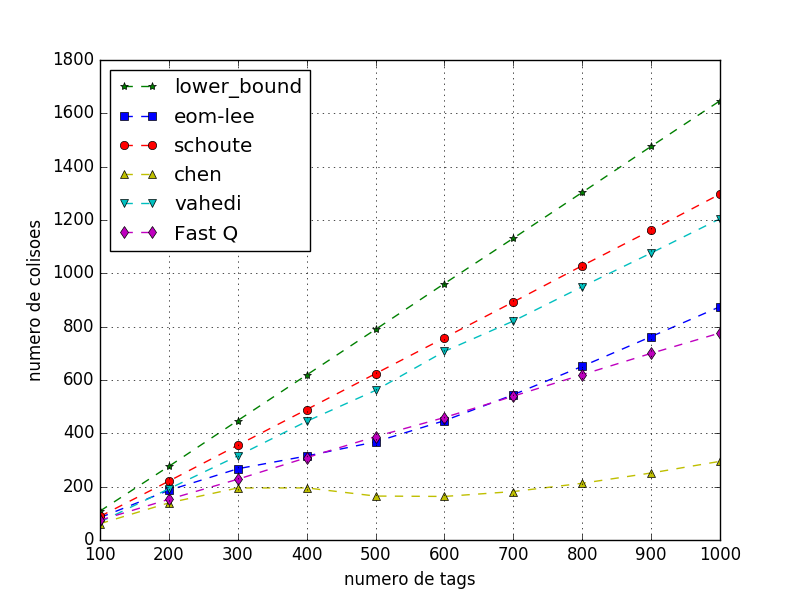 1800
1600
1400
1200
1000
800
600
400
200
0
numero de colisoes
lower_bound
eom-lee
schoute
chen
vahedi
Fast Q
100 200 300 400 500 600 700 800 900 1000
numero de tags